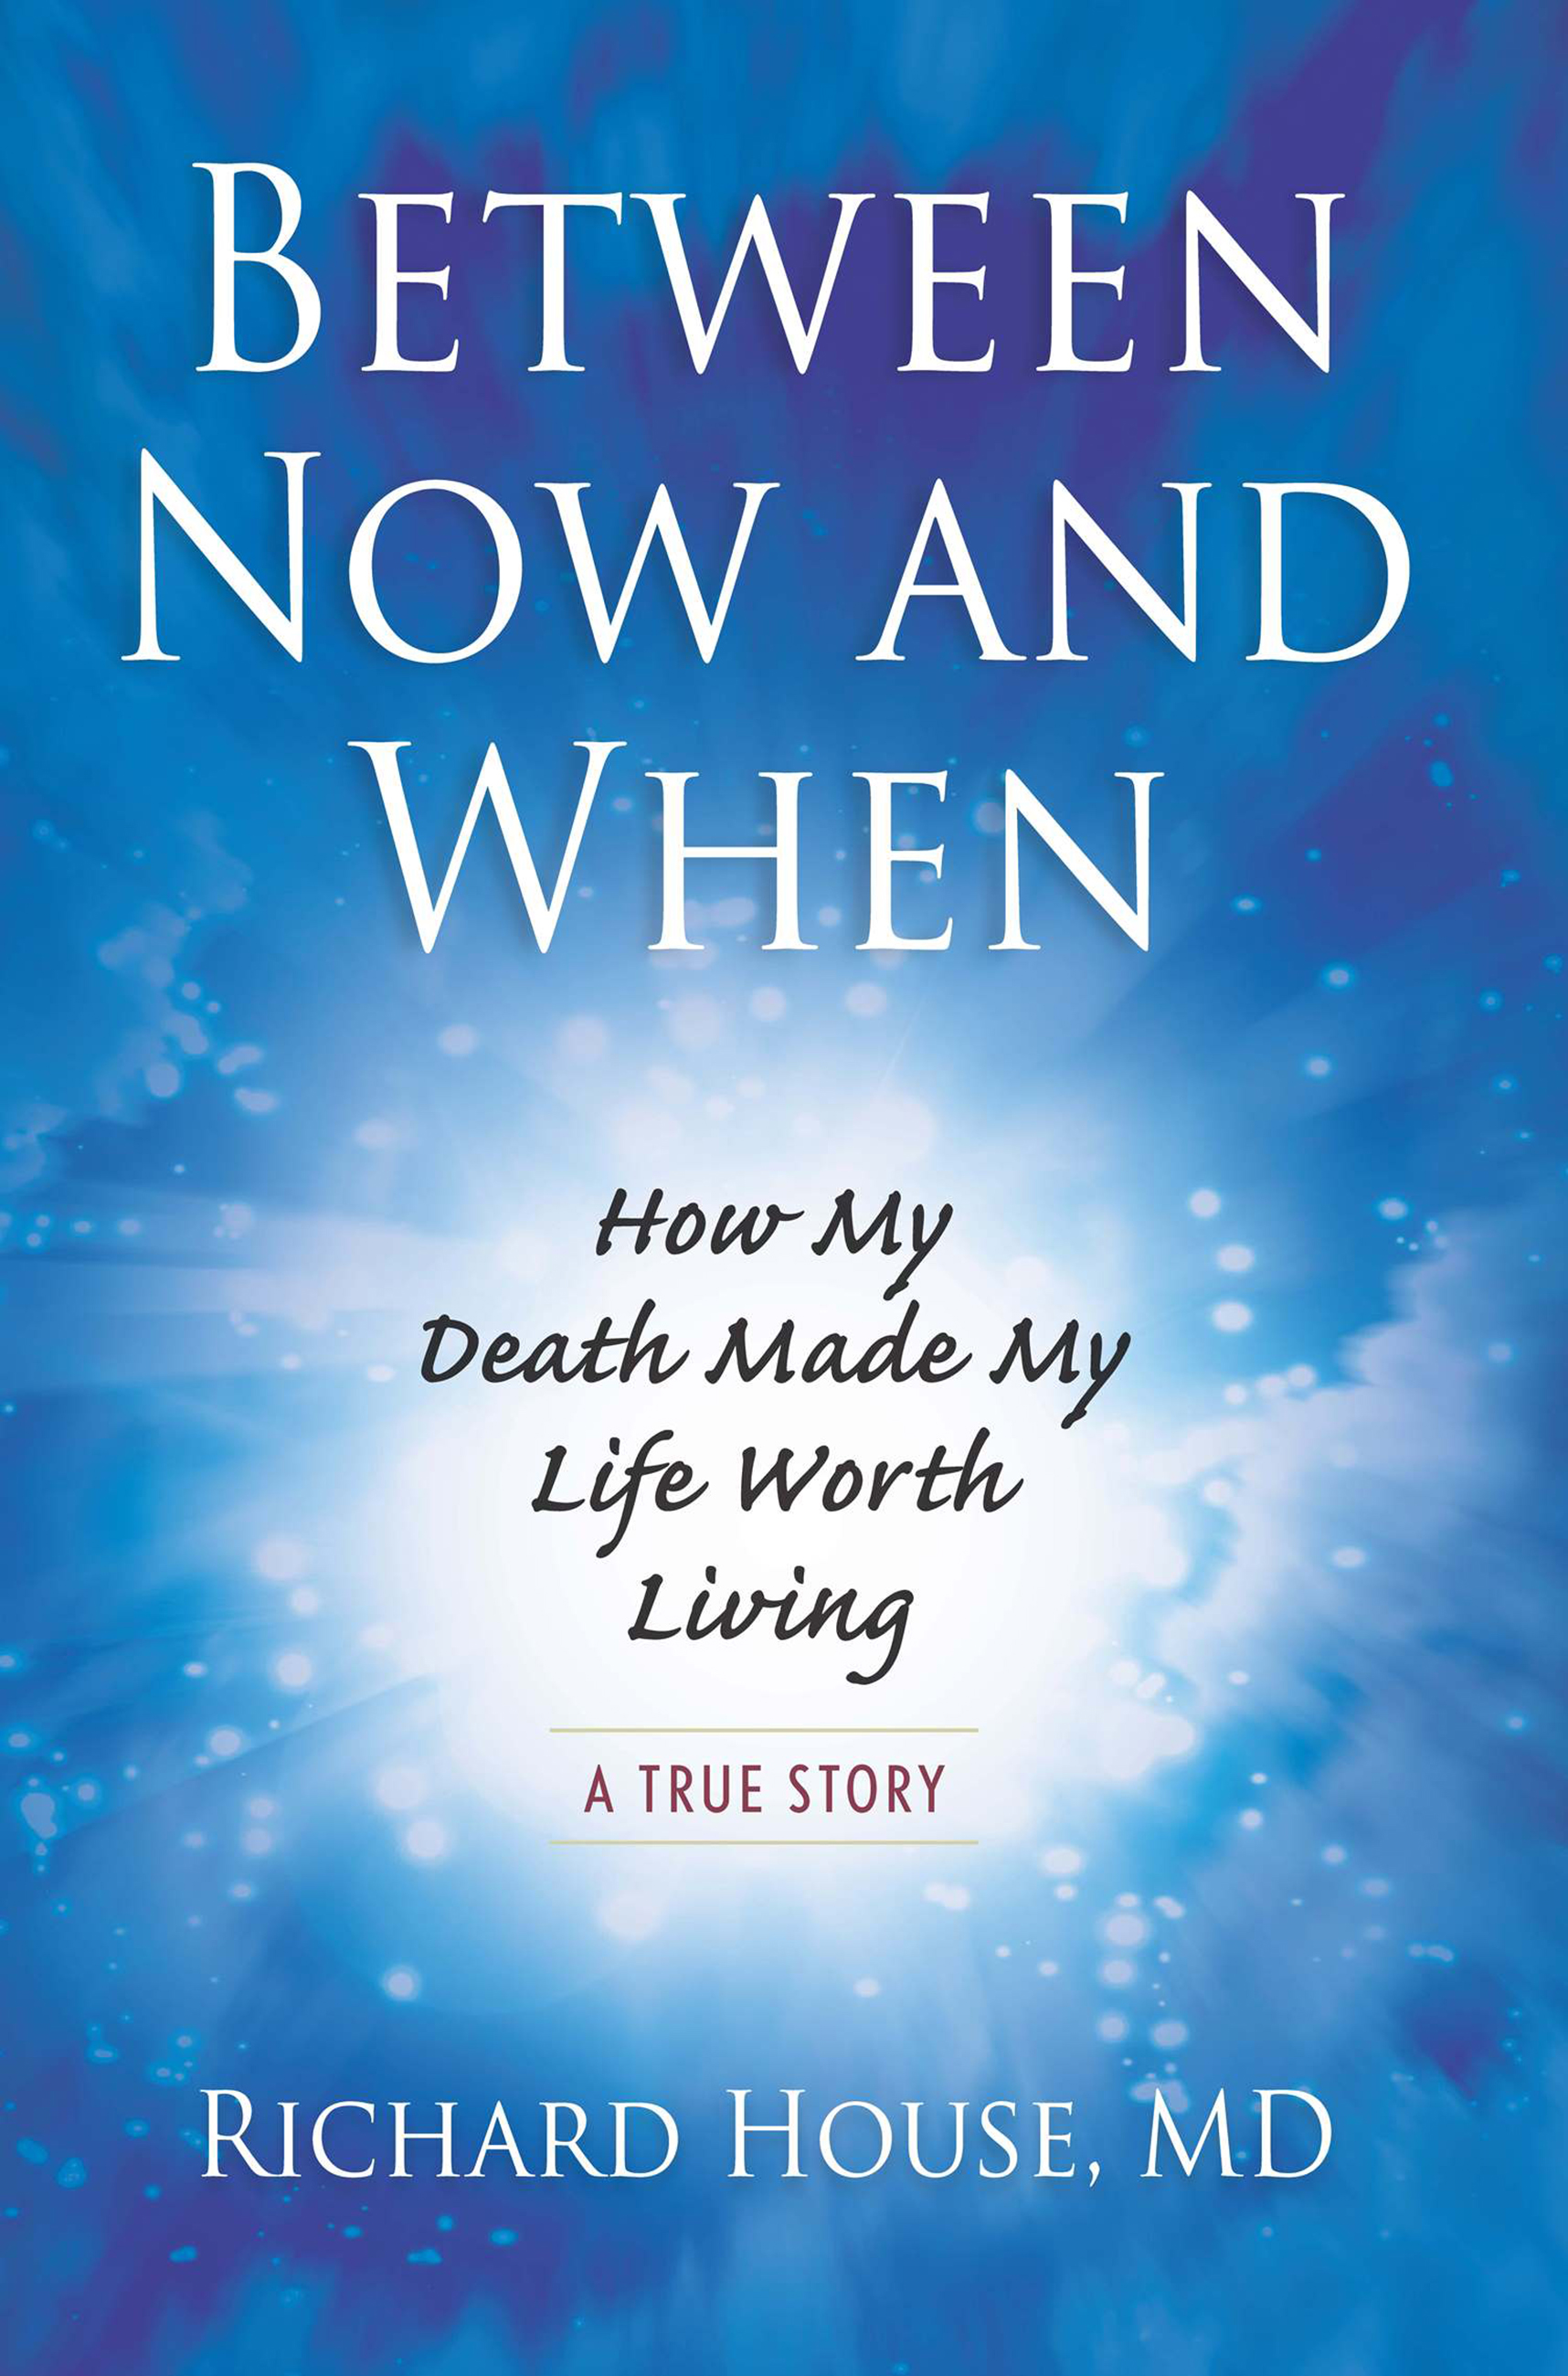 BETWEEN
NOW AND
WHEN
How My
Death Made My
Life Worth
Living
A TRUE STORY
RICHARD HOUSE, MD